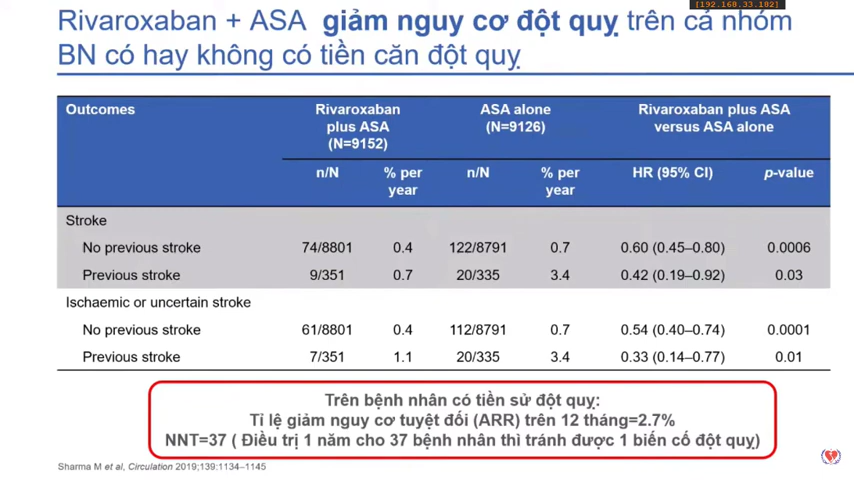 [192.168.33.102]
Rivaroxaban + ASA giảm nguy cơ đột quỵ trên cả nhóm
BN có hay không có tiền căn đột quỵ
Outcomes Rivaroxaban plus ASA (N=9152) ASA alone (N=9126) Rivaroxaban plus ASA versus ASA alone
n/N % per year n/N % per year HR (95% CI) p-value
Stroke
No previous stroke 74/8801 0.4 122/8791 0.7 0.60 (0.45–0.80) 0.0006
Previous stroke 9/351 0.7 20/335 3.4 0.42 (0.19–0.92) 0.03
Ischaemic or uncertain stroke
No previous stroke 61/8801 0.4 112/8791 0.7 0.54 (0.40–0.74) 0.0001
Previous stroke 7/351 1.1 20/335 3.4 0.33 (0.14–0.77) 0.01
Trên bệnh nhân có tiền sử đột quỵ:
Tỉ lệ giảm nguy cơ tuyệt đối (ARR) trên 12 tháng=2.7%
NNT=37 ( Điều trị 1 năm cho 37 bệnh nhân thì tránh được 1 biến cố đột quỵ)
Sharma M et al, Circulation 2019;139:1134–1145